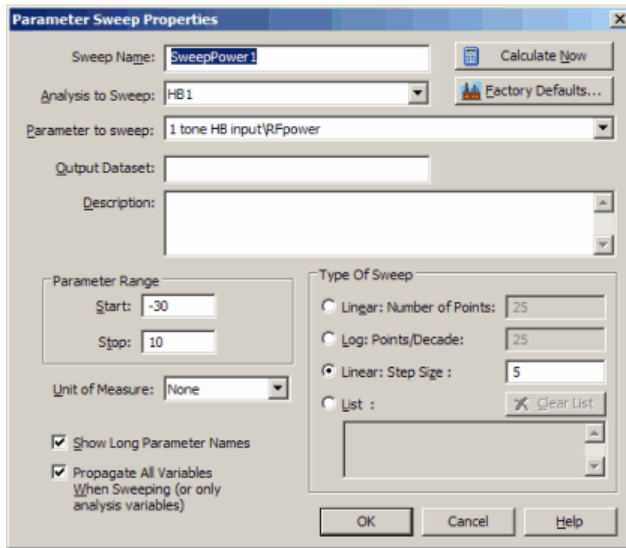 Parameter Sweep Properties
Sweep Name: SweepPower1
Calculate Now
Analysis to Sweep: HB1
Factory Defaults...
Parameter to sweep: 1 tone HB input\RFpower
Output Dataset:
Description:
Parameter Range
Start: -30
Stop: 10
Unit of Measure: None
Show Long Parameter Names
Propagate All Variables
When Sweeping (or only
analysis variables)
Type Of Sweep
Linear: Number of Points: 25
Log: Points/Decade: 25
Linear: Step Size : 5
List :
Clear List
OK
Cancel
Help